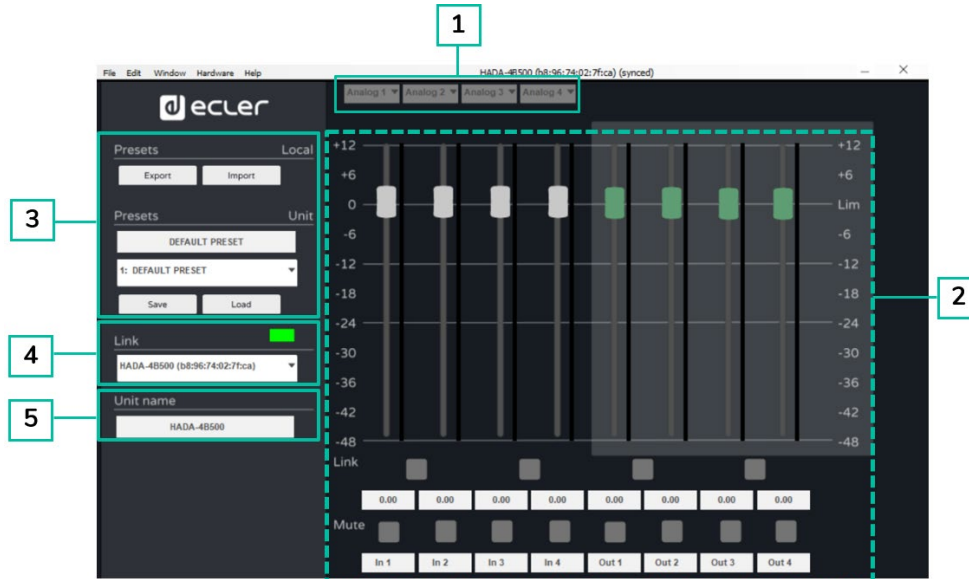 1
File Edit Window Hardware Help HADA-4B500 (b8:96:74:02:7f:ca) (synced)
ecler
Analog 1 Analog 2 Analog 3 Analog 4
Presets Local
Export Import
Presets Unit
DEFAULT PRESET
1: DEFAULT PRESET
Save Load
3
Link
HADA-4B500 (b8:96:74:02:7f:ca)
4
Unit name
HADA-4B500
5
+12 +12
+6 +6
0 Lim
-6 -6
-12 -12
-18 -18
-24 -24
-30 -30
-36 -36
-42 -42
-48 -48
2
Link
0.00 0.00 0.00 0.00 0.00 0.00 0.00 0.00
Mute
In 1 In 2 In 3 In 4 Out 1 Out 2 Out 3 Out 4